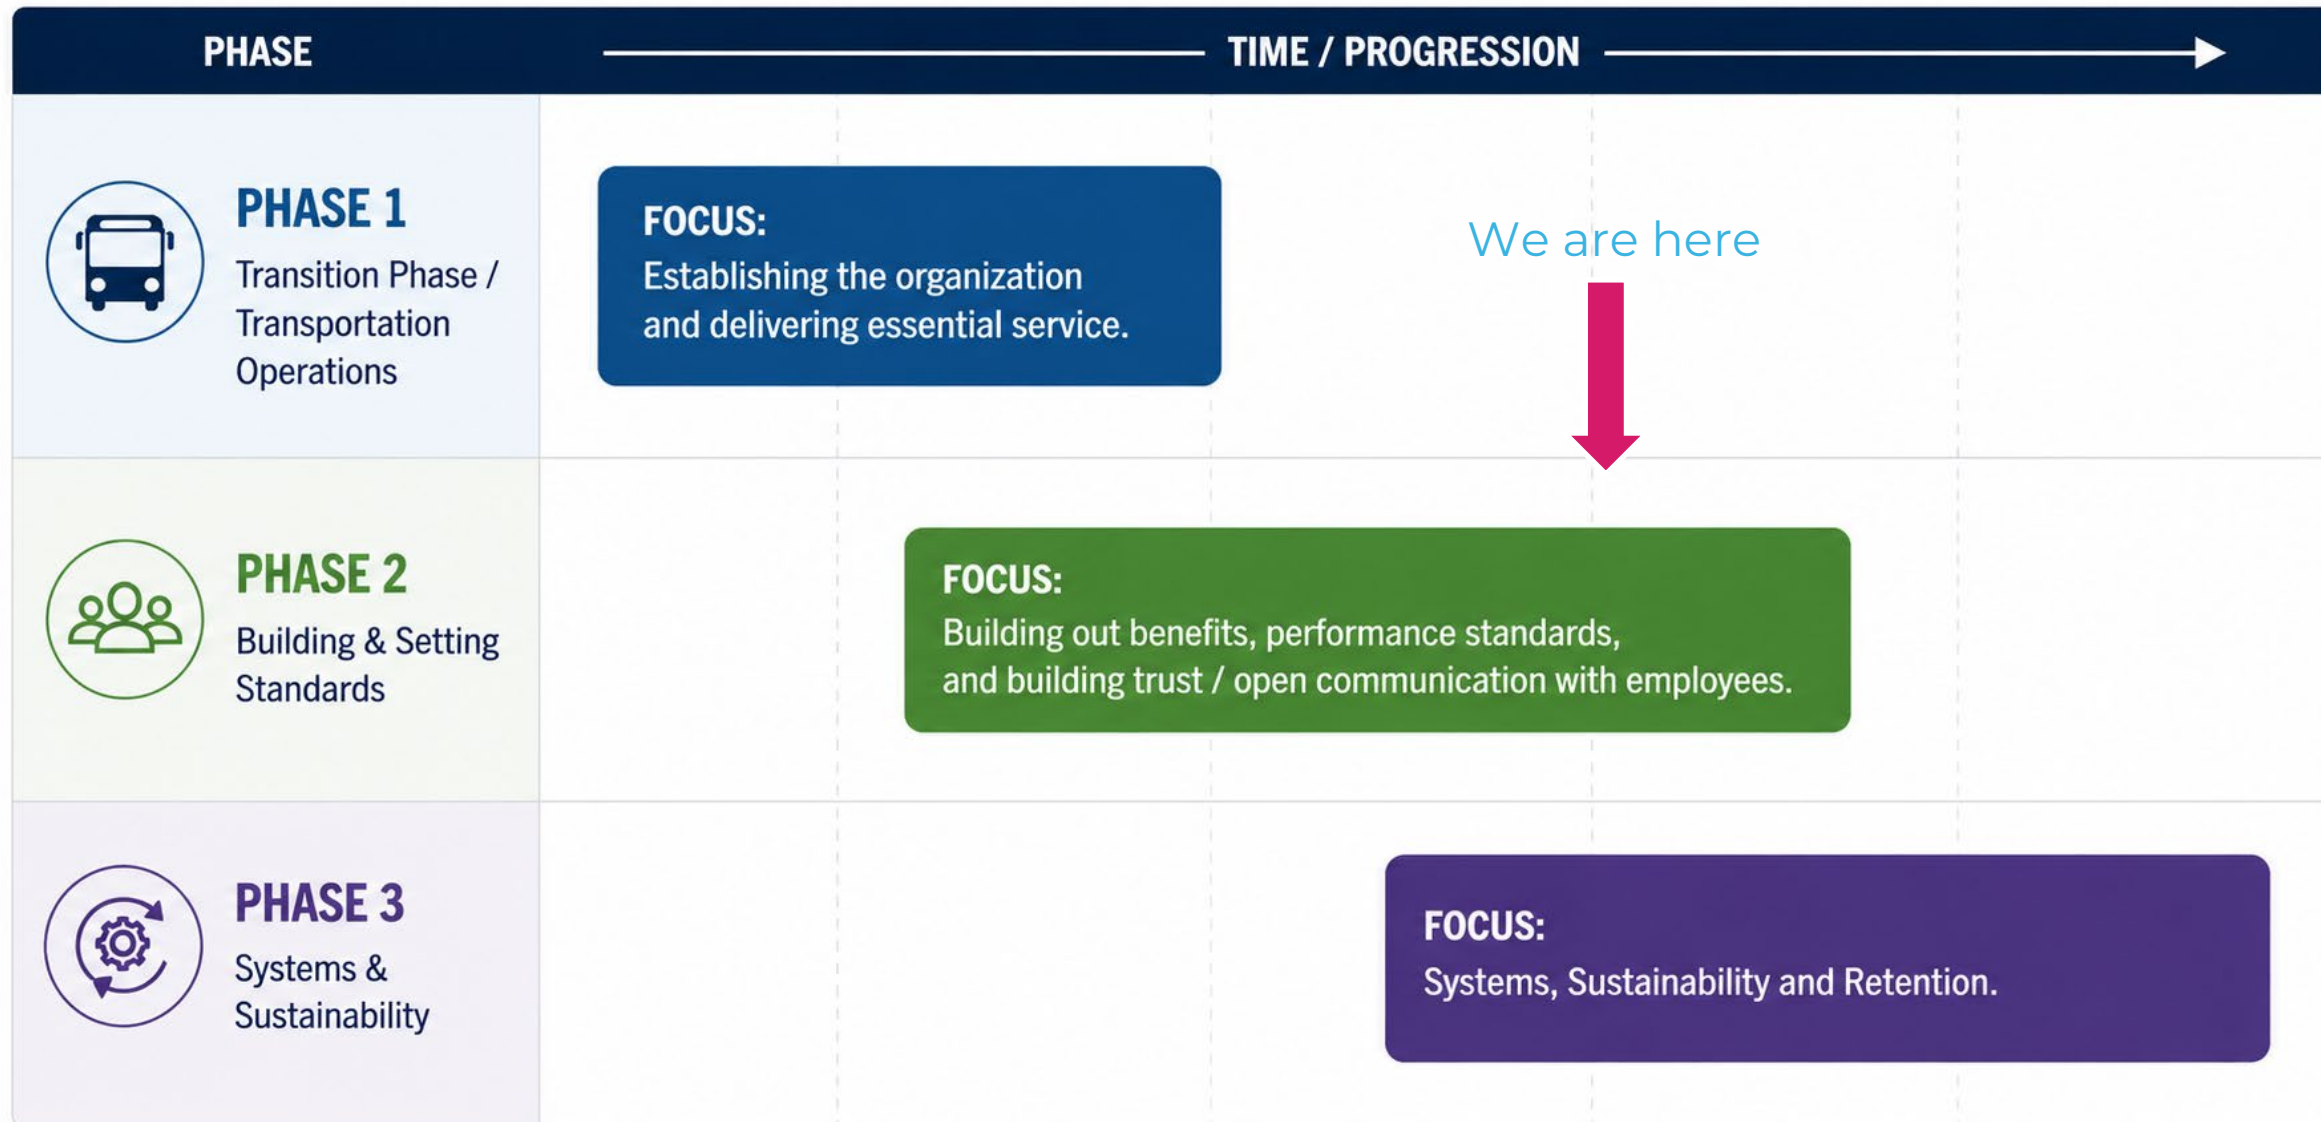 PHASE
TIME / PROGRESSION
PHASE 1
Transition Phase /
Transportation
Operations
FOCUS:
Establishing the organization
and delivering essential service.
We are here
PHASE 2
Building & Setting
Standards
FOCUS:
Building out benefits, performance standards,
and building trust / open communication with employees.
PHASE 3
Systems &
Sustainability
FOCUS:
Systems, Sustainability and Retention.